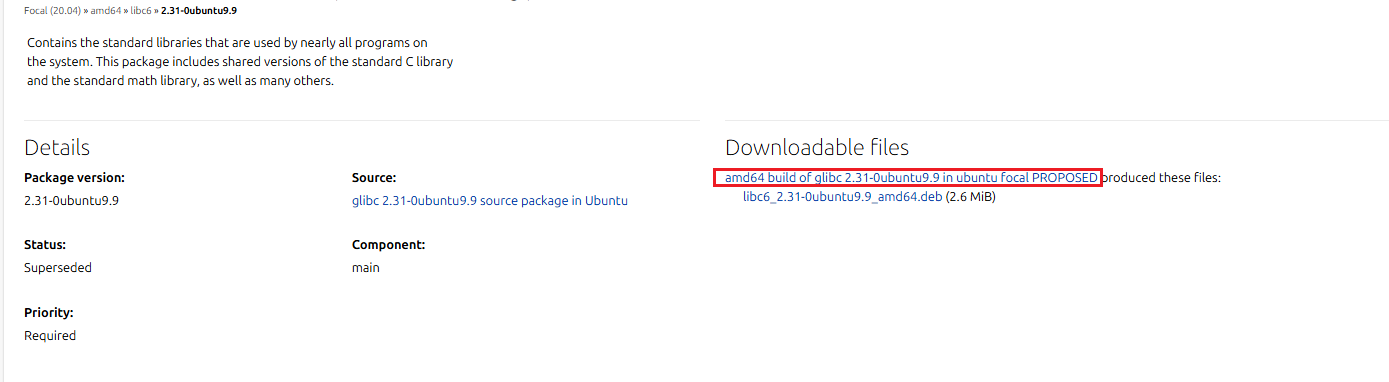 Focal (20.04) » amd64 » libc6 » 2.31-0ubuntu9.9
Contains the standard libraries that are used by nearly all programs on
the system. This package includes shared versions of the standard C library
and the standard math library, as well as many others.
Details
Package version:
2.31-0ubuntu9.9
Source:
glibc 2.31-0ubuntu9.9 source package in Ubuntu
Status:
Superseded
Component:
main
Priority:
Required
Downloadable files
amd64 build of glibc 2.31-0ubuntu9.9 in ubuntu focal PROPOSED produced these files:
libc6_2.31-0ubuntu9.9_amd64.deb (2.6 MiB)